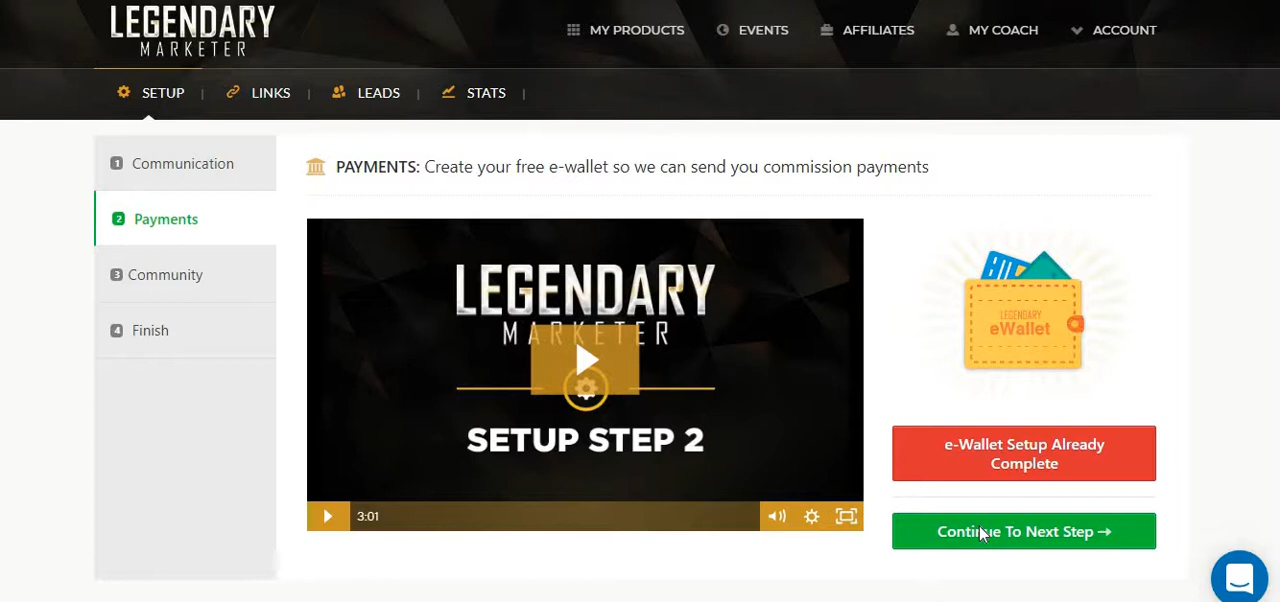 LEGENDARY
MARKETER
MY PRODUCTS
EVENTS
AFFILIATES
MY COACH
ACCOUNT
SETUP | LINKS | LEADS | STATS |
1 Communication
2 Payments
3 Community
4 Finish
PAYMENTS: Create your free e-wallet so we can send you commission payments
LEGENDARY
MARKETER
SETUP STEP 2
3:01
LEGENDARY
eWallet
e-Wallet Setup Already
Complete
Continue To Next Step →